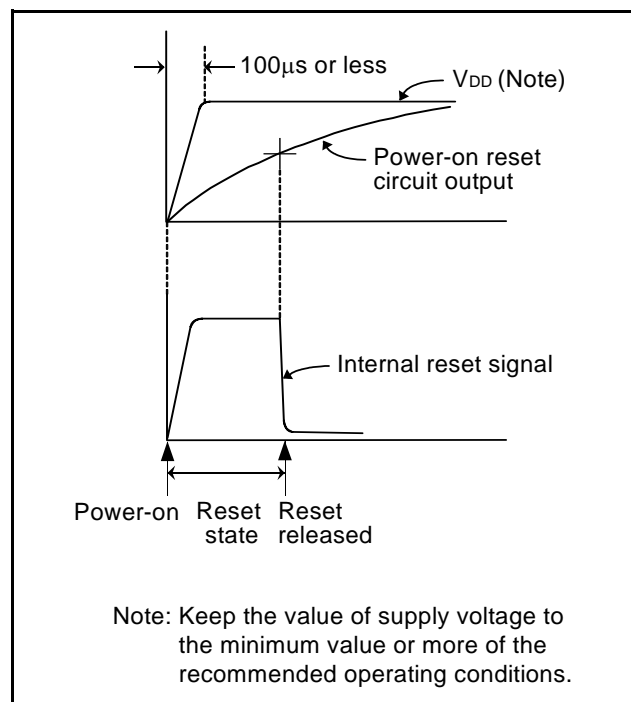 100µs or less
VDD (Note)
Power-on reset
circuit output
Internal reset signal
Power-on
Reset
state
Reset
released
Note: Keep the value of supply voltage to
the minimum value or more of the
recommended operating conditions.